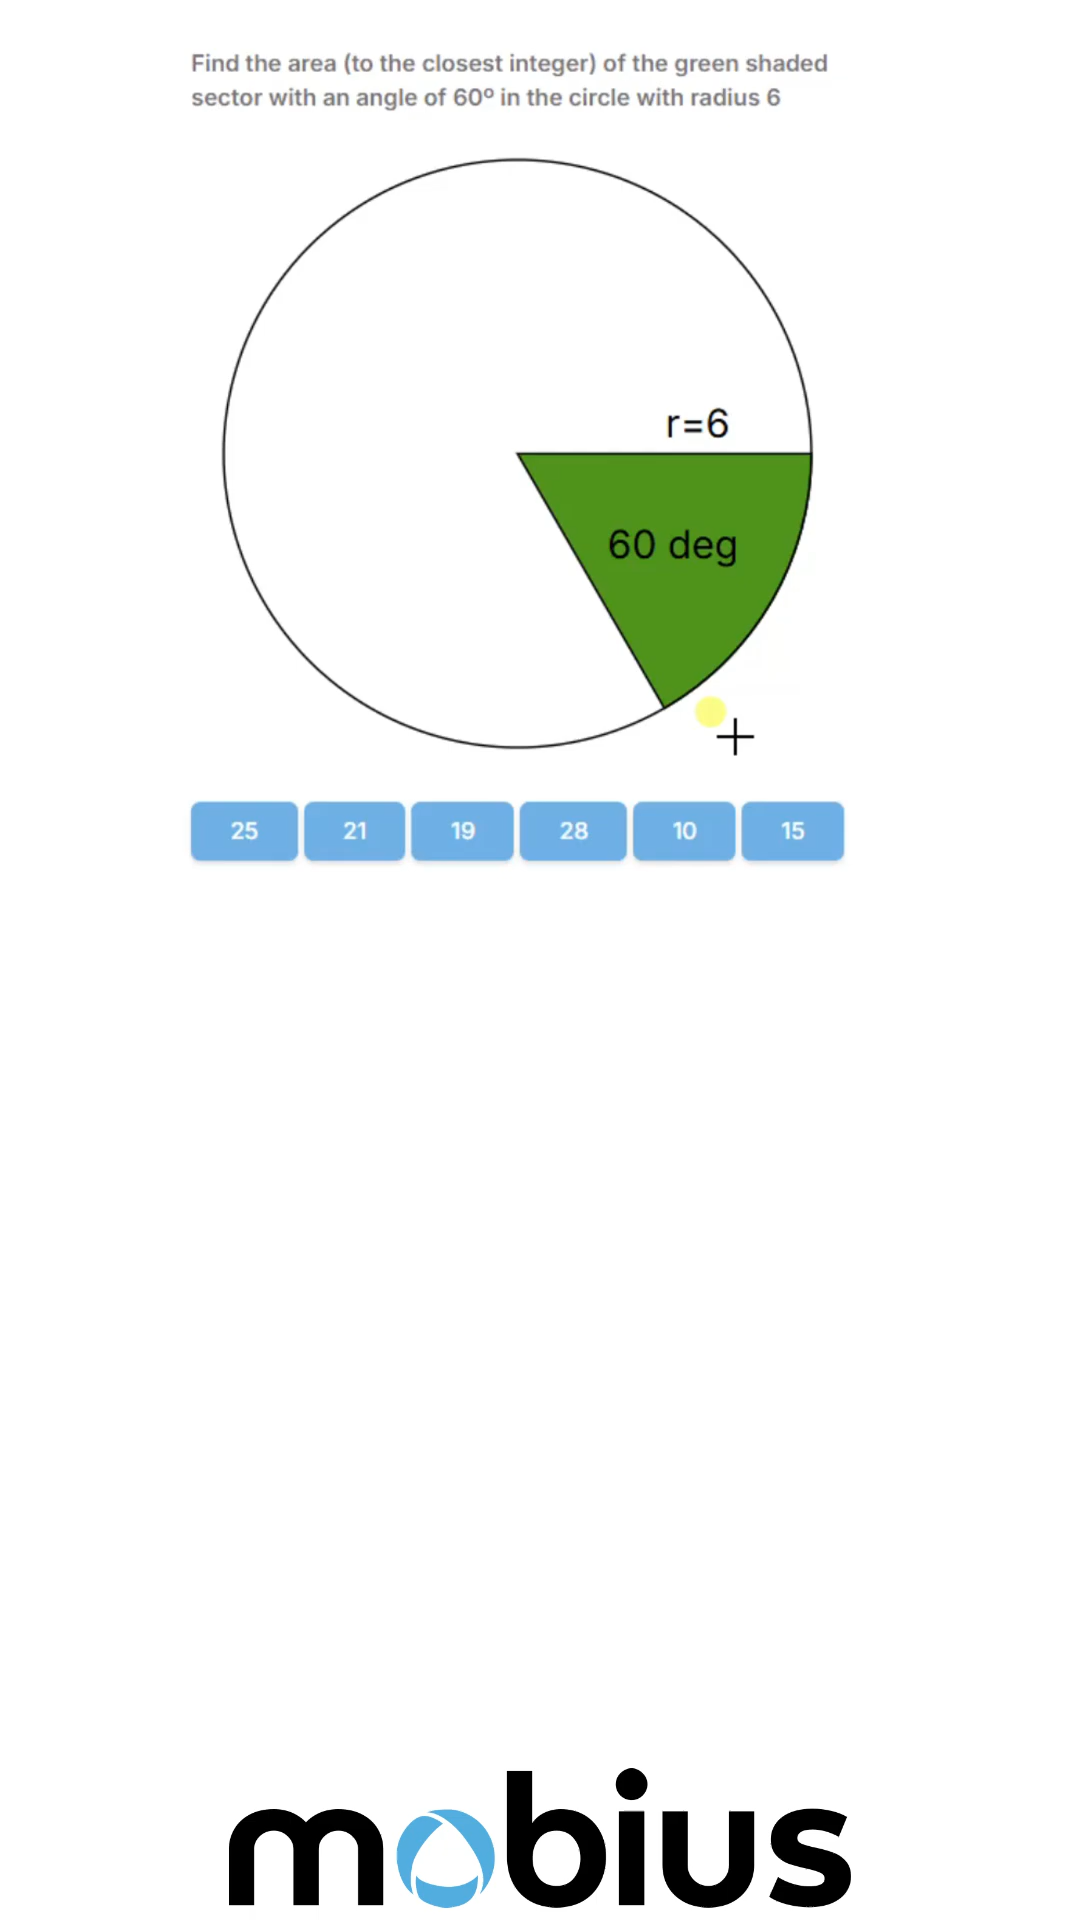 Find the area (to the closest integer) of the green shaded
sector with an angle of 60º in the circle with radius 6
r=6
60 deg
25 21 19 28 10 15
mobius